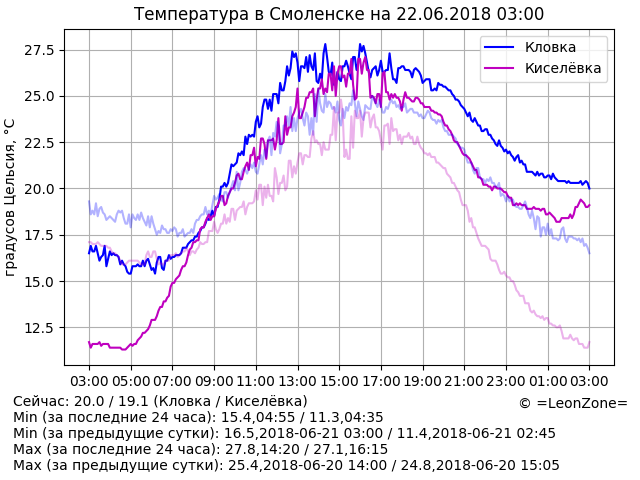 Температура в Смоленске на 22.06.2018 03:00
градусов Цельсия, °C
27.5
25.0
22.5
20.0
17.5
15.0
12.5
Кловка
Киселёвка
03:00 05:00 07:00 09:00 11:00 13:00 15:00 17:00 19:00 21:00 23:00 01:00 03:00
Сейчас: 20.0 / 19.1 (Кловка / Киселёвка)
© =LeonZone=
Min (за последние 24 часа): 15.4,04:55 / 11.3,04:35
Min (за предыдущие сутки): 16.5,2018-06-21 03:00 / 11.4,2018-06-21 02:45
Max (за последние 24 часа): 27.8,14:20 / 27.1,16:15
Max (за предыдущие сутки): 25.4,2018-06-20 14:00 / 24.8,2018-06-20 15:05